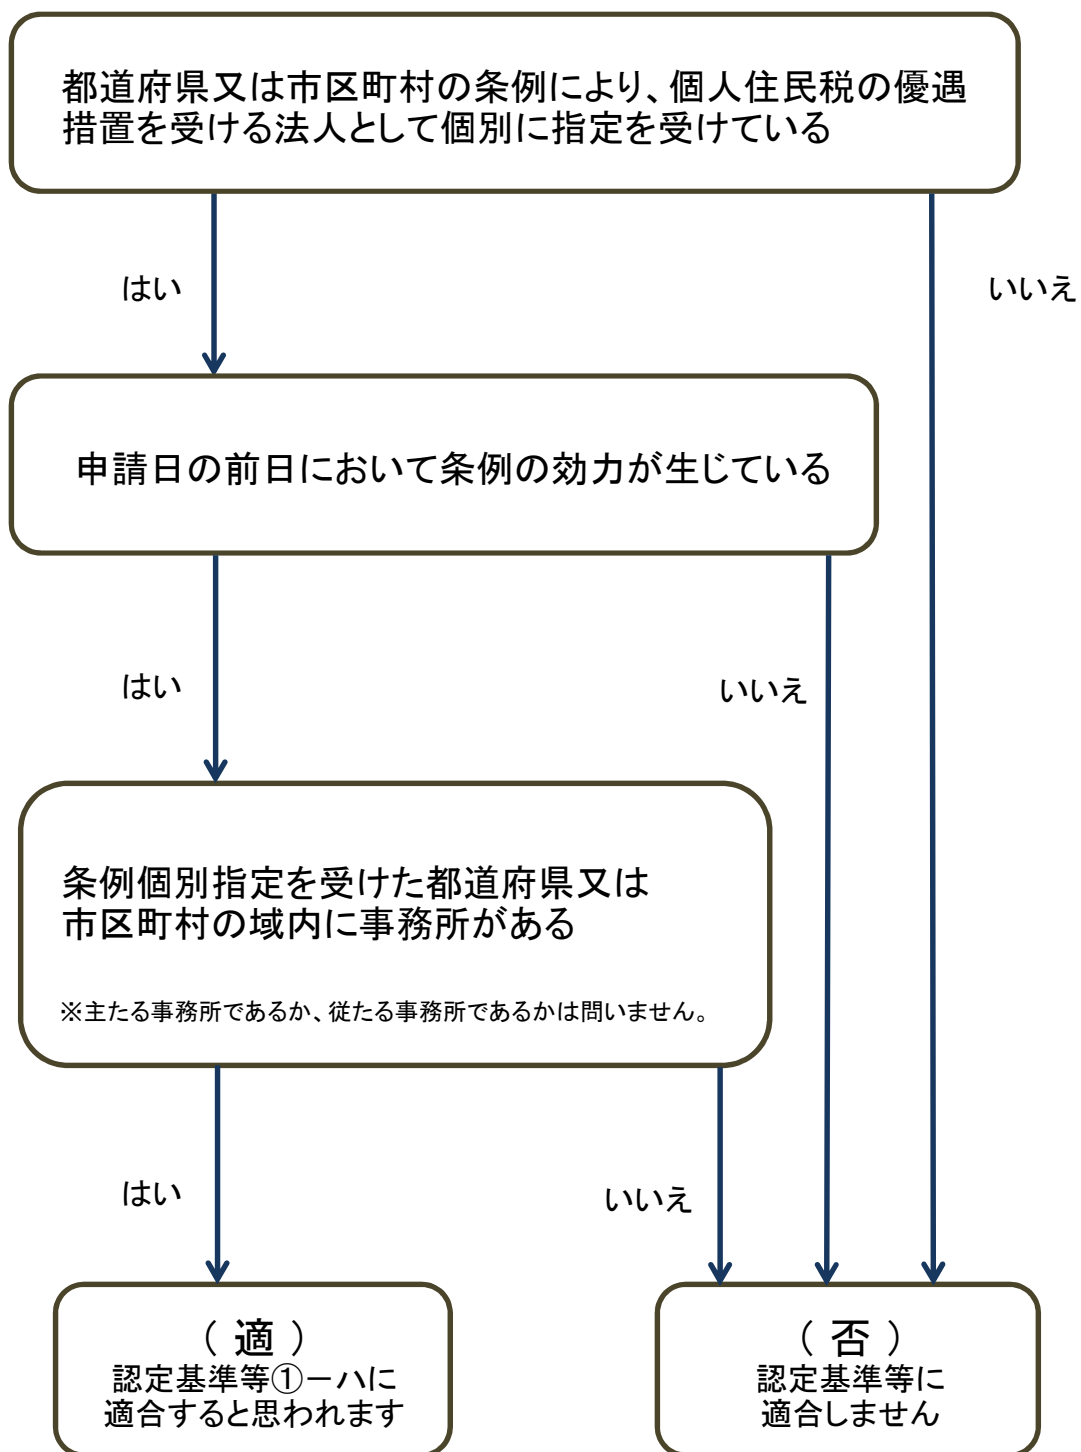 都道府県又は市区町村の条例により、個人住民税の優遇
措置を受ける法人として個別に指定を受けている
はい
いいえ
申請日の前日において条例の効力が生じている
はい
いいえ
条例個別指定を受けた都道府県又は
市区町村の域内に事務所がある
※主たる事務所であるか、従たる事務所であるかは問いません。
はい
いいえ
（ 適 ）
認定基準等①－ハに
適合すると思われます
（ 否 ）
認定基準等に
適合しません